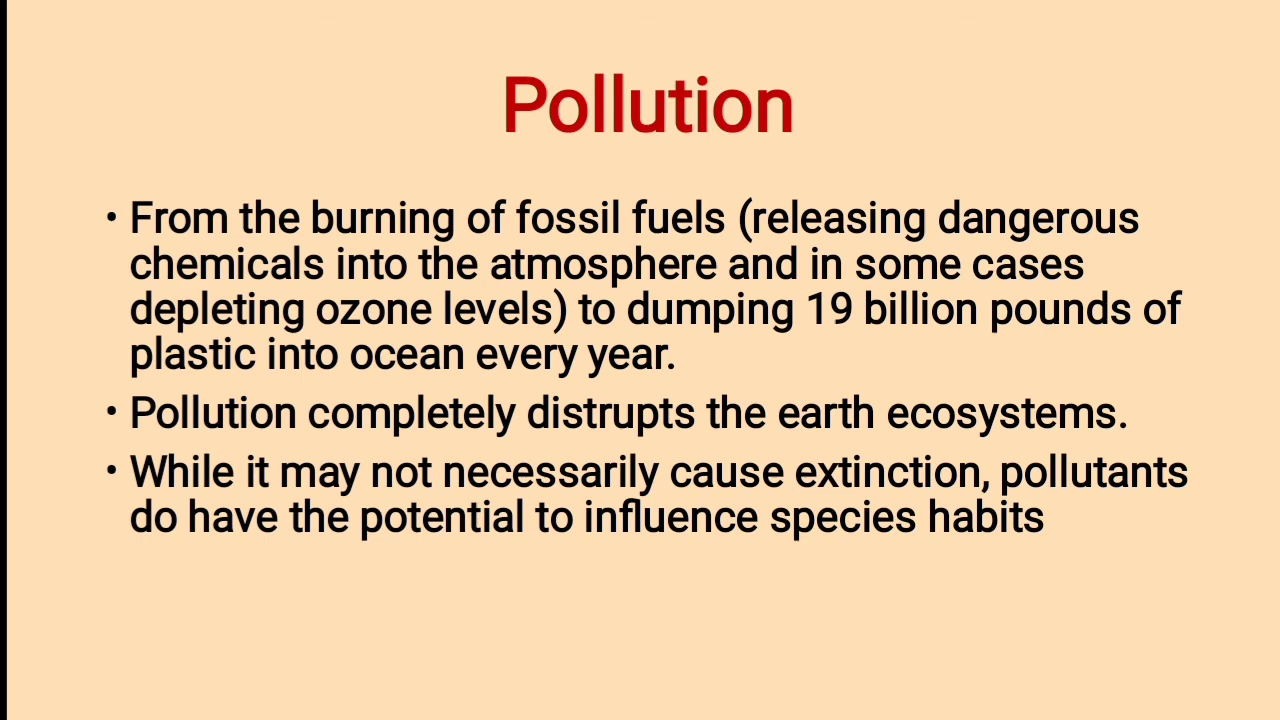 Pollution
• From the burning of fossil fuels (releasing dangerous
chemicals into the atmosphere and in some cases
depleting ozone levels) to dumping 19 billion pounds of
plastic into ocean every year.
• Pollution completely distrupts the earth ecosystems.
• While it may not necessarily cause extinction, pollutants
do have the potential to influence species habits